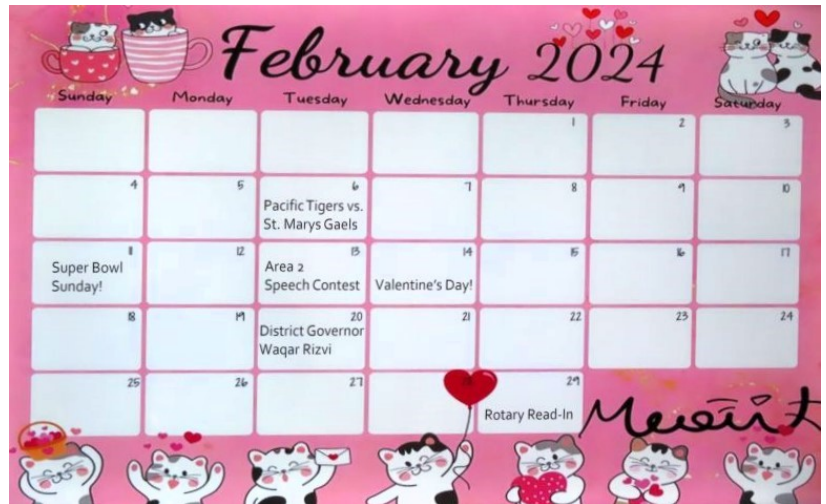 February 2024
Sunday Monday Tuesday Wednesday Thursday Friday Saturday
1 2 3
4 5 6 7 8 9 10
Pacific Tigers vs.
St. Marys Gaels
11 12 13 14 15 16 17
Super Bowl
Sunday!
Area 2
Speech Contest
Valentine's Day!
18 19 20 21 22 23 24
District Governor
Waqar Rizvi
25 26 27 29
Rotary Read-In